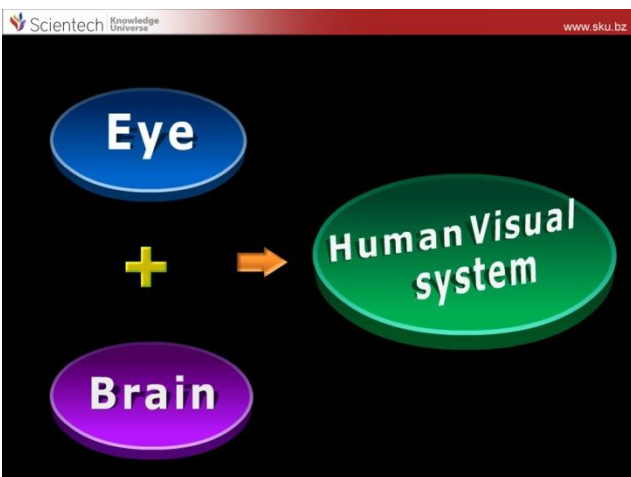 Scientech Knowledge
Universe
www.sku.bz
Eye
+
Human Visual
system
Brain